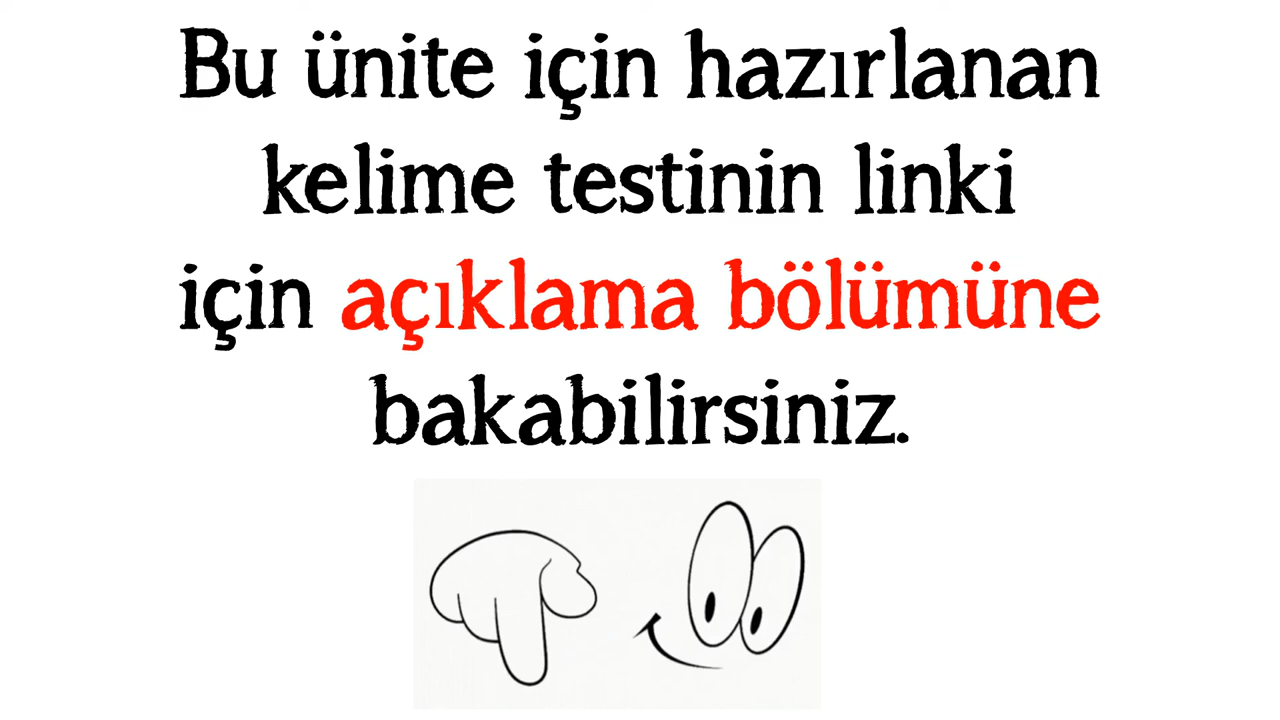 Bu ünite için hazırlanan
kelime testinin linki
için açıklama bölümüne
bakabilirsiniz.